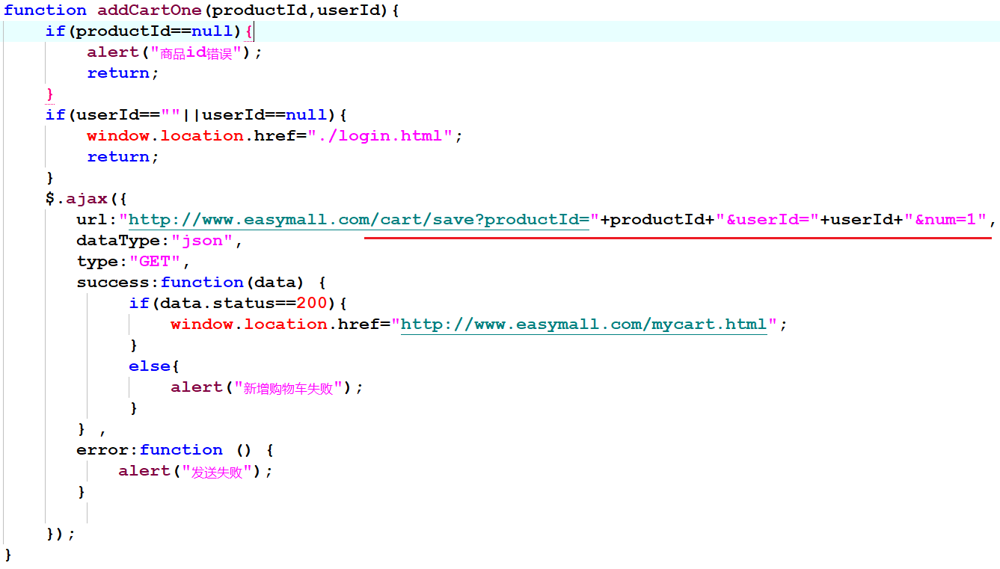 function addCartOne(productId,userId){
if(productId==null){
alert("商品id错误");
return;
}
if(userId==""||userId==null){
window.location.href="./login.html";
return;
}
$.ajax({
url:"http://www.easymall.com/cart/save?productId="+productId+"&userId="+userId+"&num=1",
dataType:"json",
type:"GET",
success:function(data) {
if(data.status==200){
window.location.href="http://www.easymall.com/mycart.html";
}
else{
alert("新增购物车失败");
}
} ,
error:function () {
alert("发送失败");
}
});
}